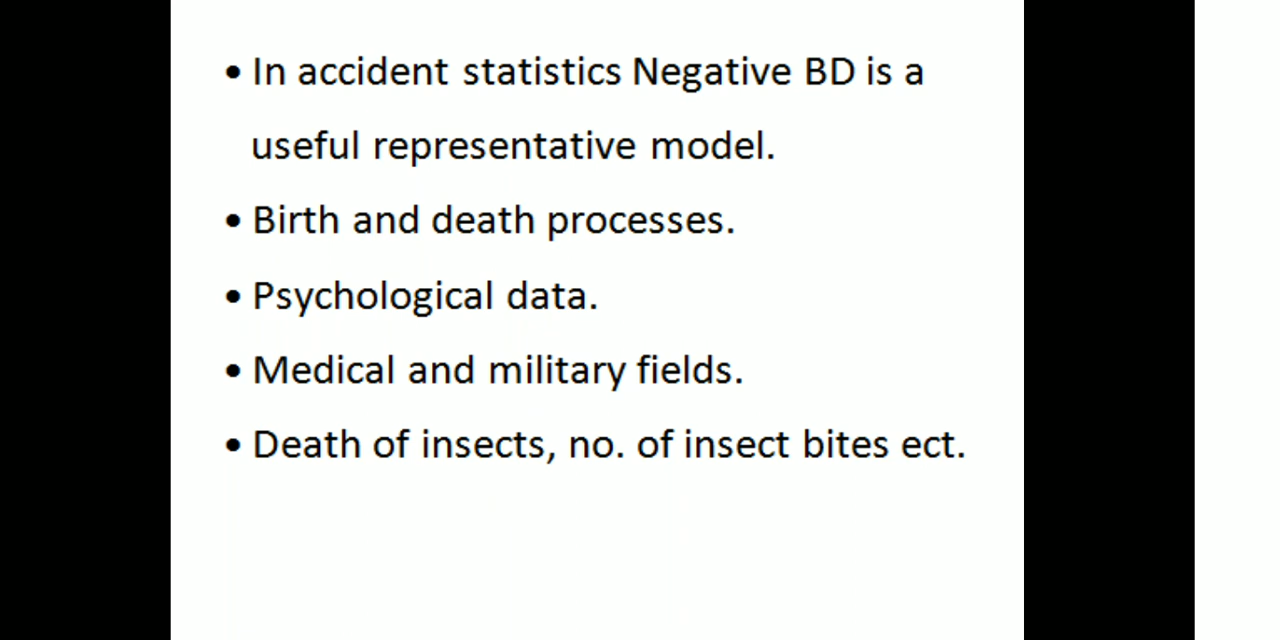 • In accident statistics Negative BD is a
useful representative model.
• Birth and death processes.
• Psychological data.
• Medical and military fields.
• Death of insects, no. of insect bites ect.